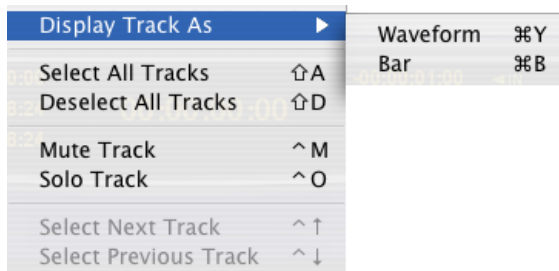 Display Track As ▶
Waveform ⌘Y
Bar ⌘B
Select All Tracks ⇧A
Deselect All Tracks ⇧D
Mute Track ^M
Solo Track ^O
Select Next Track ^↑
Select Previous Track ^↓